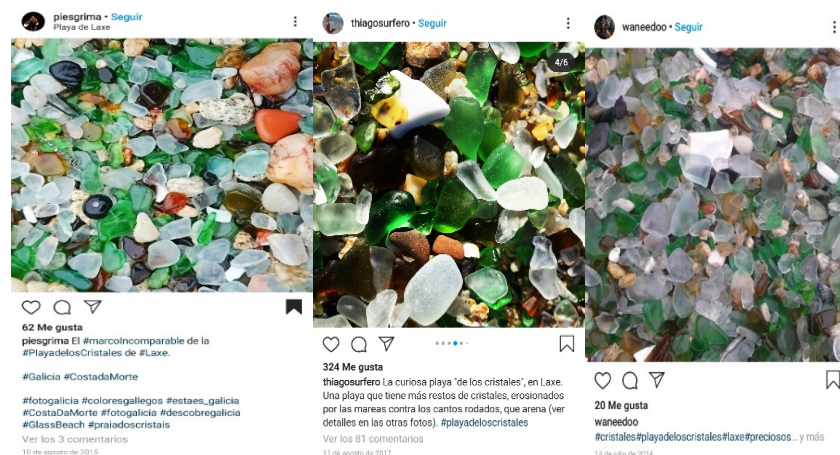 piesgrima • Seguir
Playa de Laxe
62 Me gusta
piesgrima El #marcoIncomparable de la
#PlayadelosCristales de #Laxe.
#Galicia #CostadaMorte
#fotogalicia #coloresgallegos #estaes_galicia
#CostaDaMorte #fotogalicia #descobregalicia
#GlassBeach #praiadoscristais
Ver los 3 comentarios
10 de agosto de 2015
thiagosurfero • Seguir
4/6
324 Me gusta
thiagosurfero La curiosa playa "de los cristales", en Laxe.
Una playa que tiene más restos de cristales, erosionados
por las mareas contra los cantos rodados, que arena (ver
detalles en las otras fotos). #playadeloscristales
Ver los 81 comentarios
11 de agosto de 2017
waneedoo • Seguir
20 Me gusta
waneedoo
#cristales#playadeloscristales#laxe#preciosos... y más
14 de julio de 2014